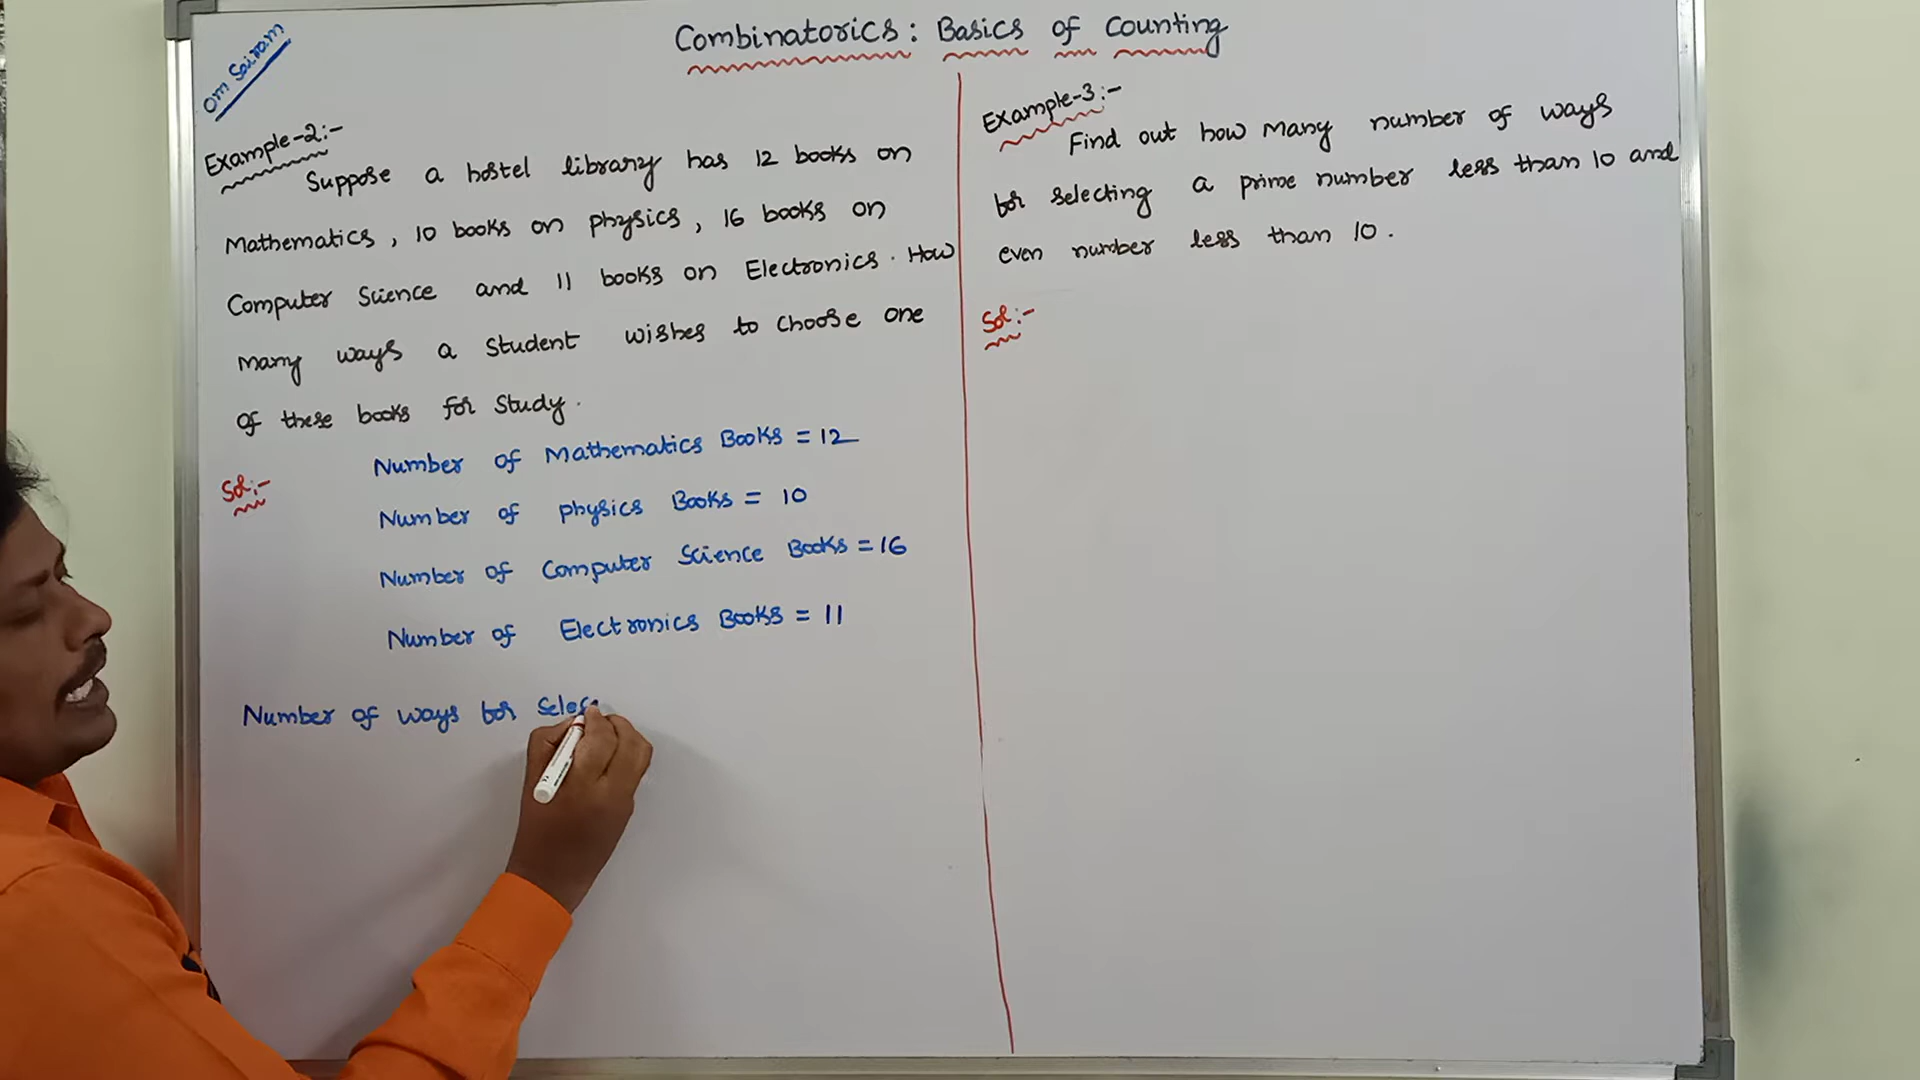 Combinatorics: Basics of Counting
Om Sairam
Example-2:-
Suppose a hostel library has 12 books on
Mathematics, 10 books on physics, 16 books on
Computer Science and 11 books on Electronics. How
many ways a student wishes to choose one
of these books for study.
Sol:-
Number of Mathematics Books = 12
Number of physics Books = 10
Number of Computer Science Books = 16
Number of Electronics Books = 11
Number of ways for Selec
Example-3:-
Find out how many number of ways
for selecting a prime number less than 10 and
even number less than 10.
Sol:-